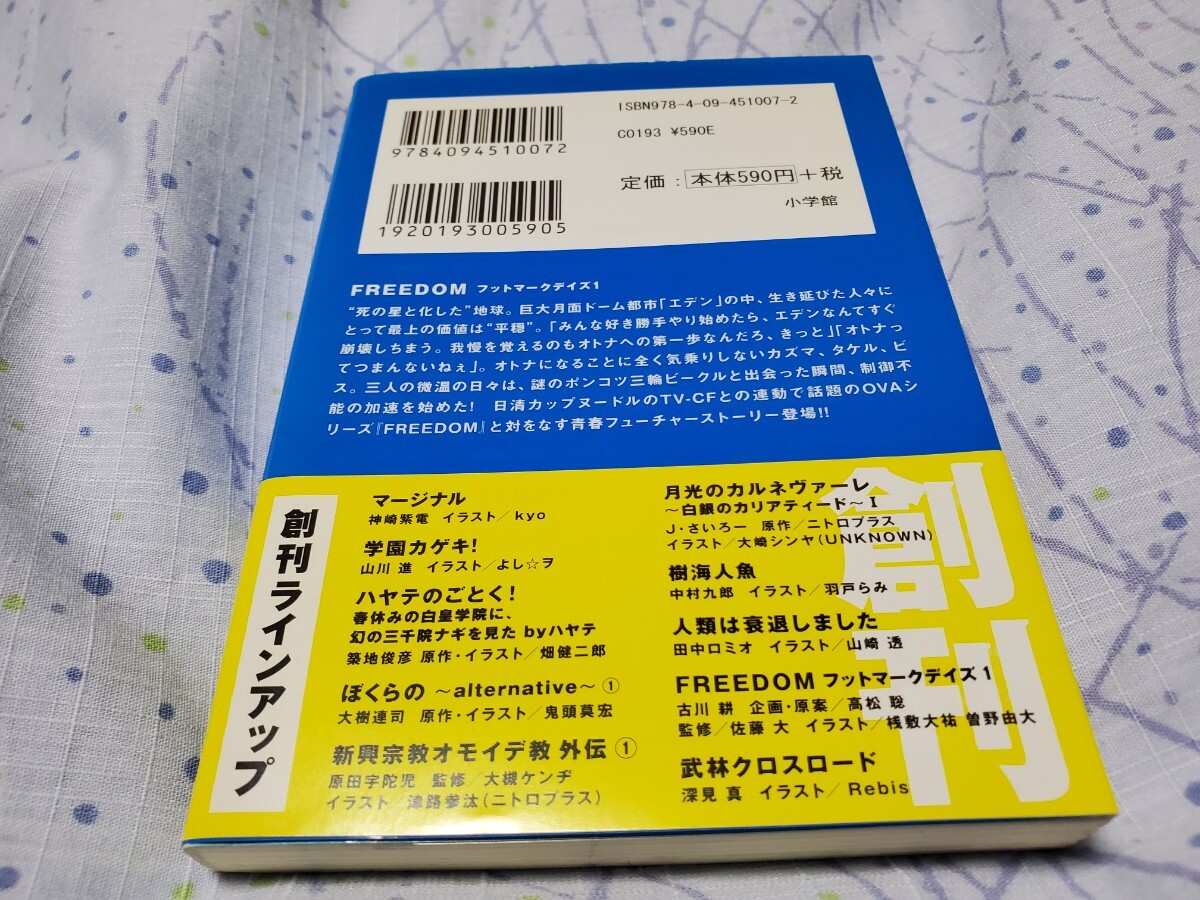 ISBN978-4-09-451007-2
C0193 ¥590E
9784094510072
定価：本体590円＋税
小学館
1920193005905
FREEDOM フットマークデイズ1
“死の星と化した”地球。巨大月面ドーム都市「エデン」の中、生き延びた人々に
とって最上の価値は“平穏”。「みんな好き勝手やり始めたら、エデンなんてすぐ
崩壊しちまう。我慢を覚えるのもオトナへの第一歩なんだろ、きっと」「オトナっ
てつまんないねぇ」。オトナになることに全く気乗りしないカズマ、タケル、ビ
ス。三人の微温の日々は、謎のポンコツ三輪ビークルと出会った瞬間、制御不
能の加速を始めた！ 日清カップヌードルのTV-CFとの連動で話題のOVAシ
リーズ『FREEDOM』と対をなす青春フューチャーストーリー登場!!
創刊ラインアップ
マージナル
神崎紫電 イラスト／kyo
学園カゲキ！
山川 進 イラスト／よし☆ヲ
ハヤテのごとく！
春休みの白皇学院に、
幻の三千院ナギを見た byハヤテ
築地俊彦 原作・イラスト／畑健二郎
ぼくらの ～alternative～ ①
大樹連司 原作・イラスト／鬼頭莫宏
新興宗教オモイデ教 外伝 ①
原田宇陀児 監修／大槻ケンヂ
イラスト／津路参汰（ニトロプラス）
月光のカルネヴァーレ
～白銀のカリアティード～ I
J・さいろー 原作／ニトロプラス
イラスト／大崎シンヤ（UNKNOWN）
樹海人魚
中村九郎 イラスト／羽戸らみ
人類は衰退しました
田中ロミオ イラスト／山崎 透
FREEDOM フットマークデイズ 1
古川 耕 企画・原案／高松 聡
監修／佐藤 大 イラスト／桟敷大祐 曽野由大
武林クロスロード
深見 真 イラスト／Rebis
創刊